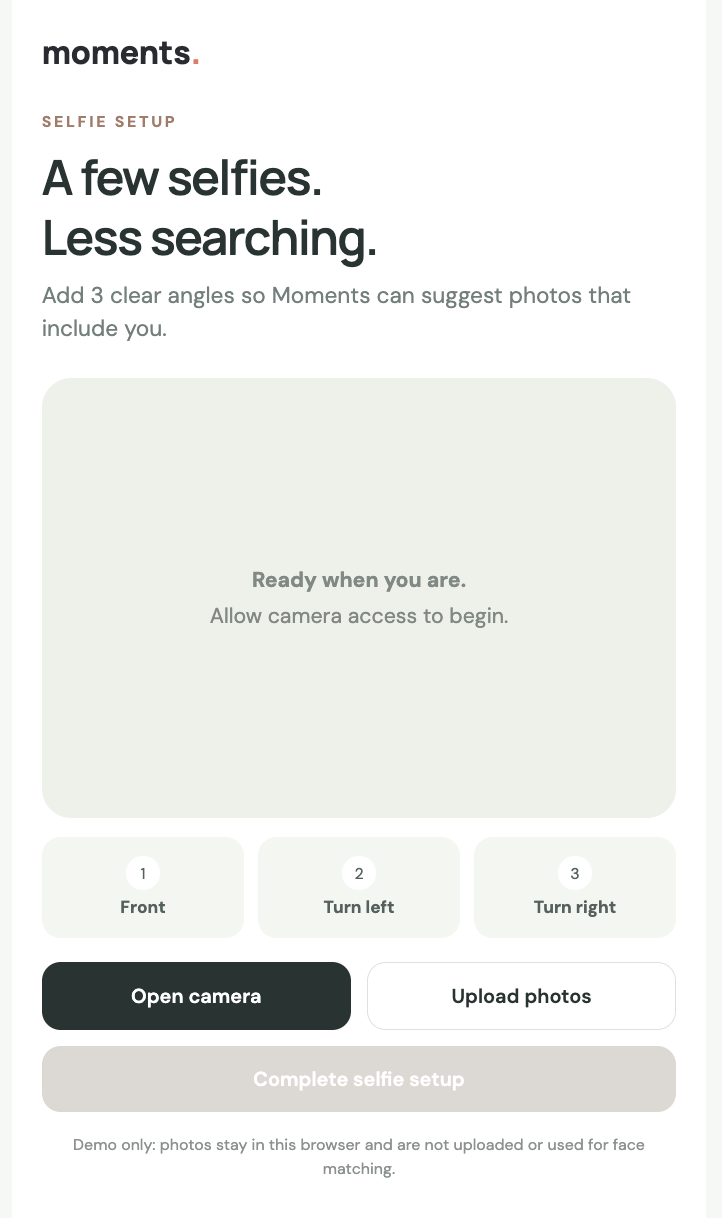 moments.
SELFIE SETUP
A few selfies.
Less searching.
Add 3 clear angles so Moments can suggest photos that
include you.
Ready when you are.
Allow camera access to begin.
1
Front
2
Turn left
3
Turn right
Open camera
Upload photos
Complete selfie setup
Demo only: photos stay in this browser and are not uploaded or used for face
matching.